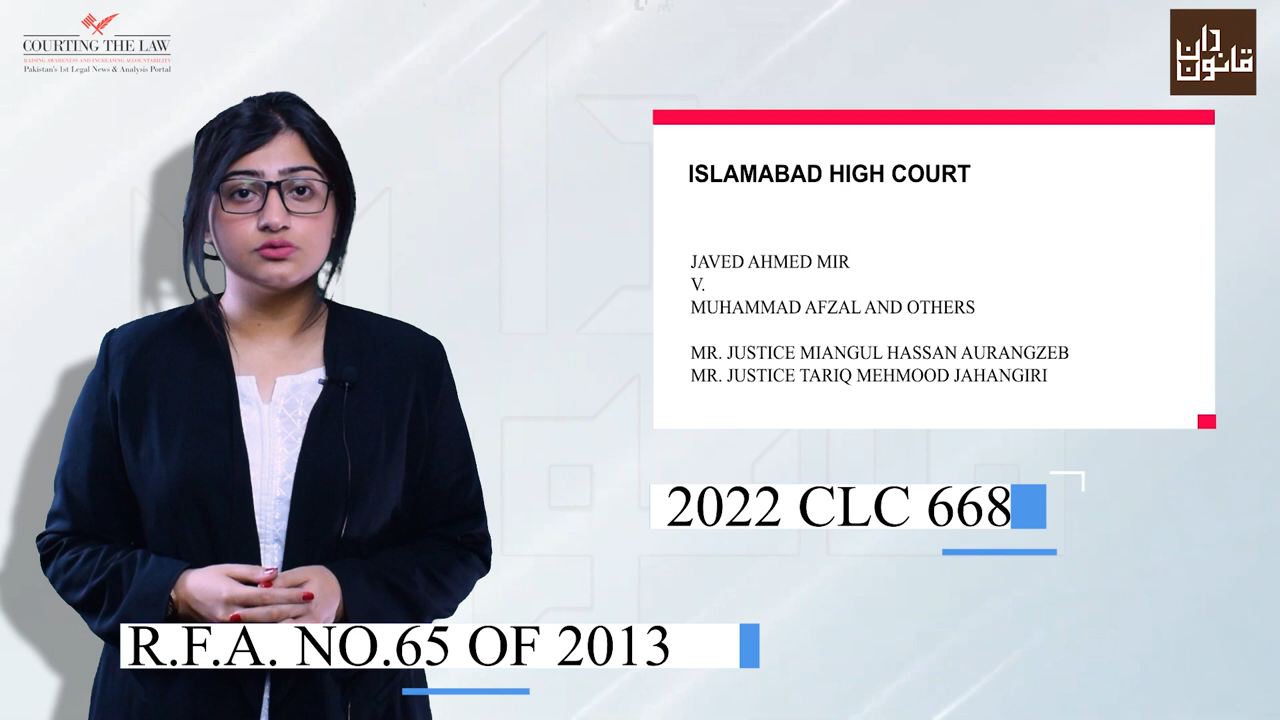 COURTING THE LAW
RAISING AWARENESS AND INCREASING ACCOUNTABILITY
Pakistan's 1st Legal News & Analysis Portal
قانون دان
ISLAMABAD HIGH COURT
JAVED AHMED MIR
V.
MUHAMMAD AFZAL AND OTHERS
MR. JUSTICE MIANGUL HASSAN AURANGZEB
MR. JUSTICE TARIQ MEHMOOD JAHANGIRI
2022 CLC 668
R.F.A. NO.65 OF 2013